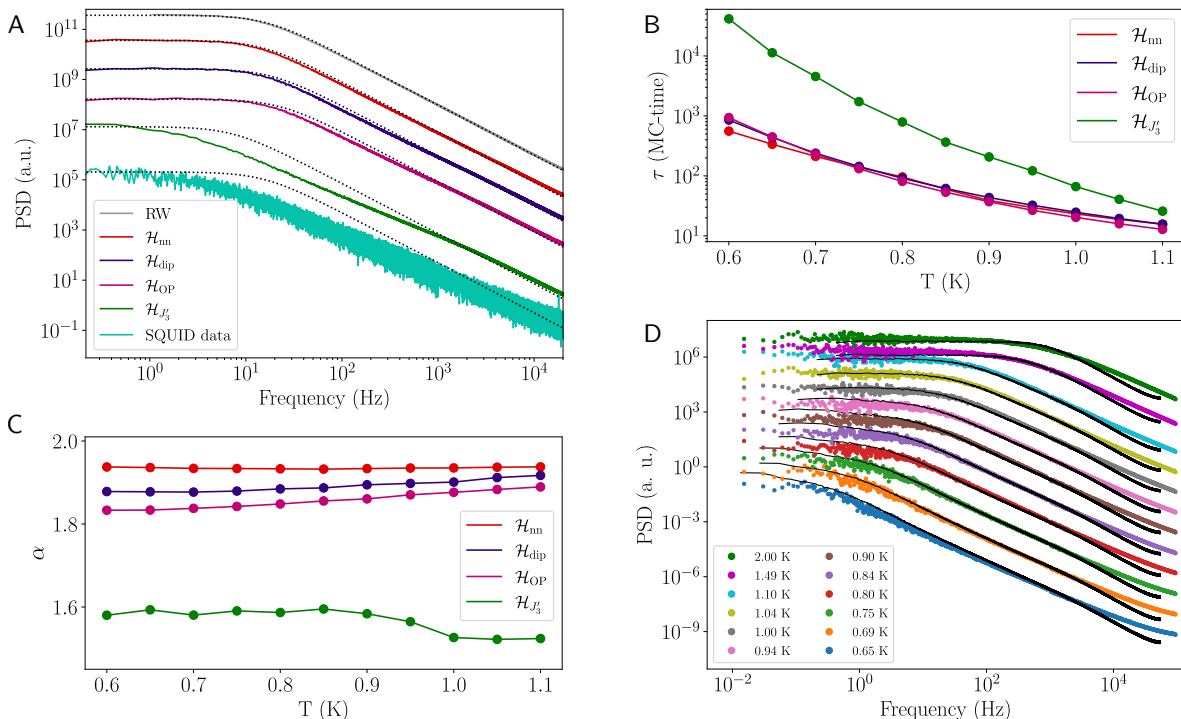 A
PSD (a.u.)
10^11
10^9
10^7
10^5
10^3
10^1
10^−1
RW
ℋ_nn
ℋ_dip
ℋ_OP
ℋ_J′_3
SQUID data
10^0
10^1
10^2
10^3
10^4
Frequency (Hz)
B
τ (MC-time)
10^4
10^3
10^2
10^1
ℋ_nn
ℋ_dip
ℋ_OP
ℋ_J′_3
0.6
0.7
0.8
0.9
1.0
1.1
T (K)
C
α
2.0
1.8
1.6
ℋ_nn
ℋ_dip
ℋ_OP
ℋ_J′_3
0.6
0.7
0.8
0.9
1.0
1.1
T (K)
D
PSD (a. u.)
10^6
10^3
10^0
10^−3
10^−6
10^−9
2.00 K
1.49 K
1.10 K
1.04 K
1.00 K
0.94 K
0.90 K
0.84 K
0.80 K
0.75 K
0.69 K
0.65 K
10^−2
10^0
10^2
10^4
Frequency (Hz)